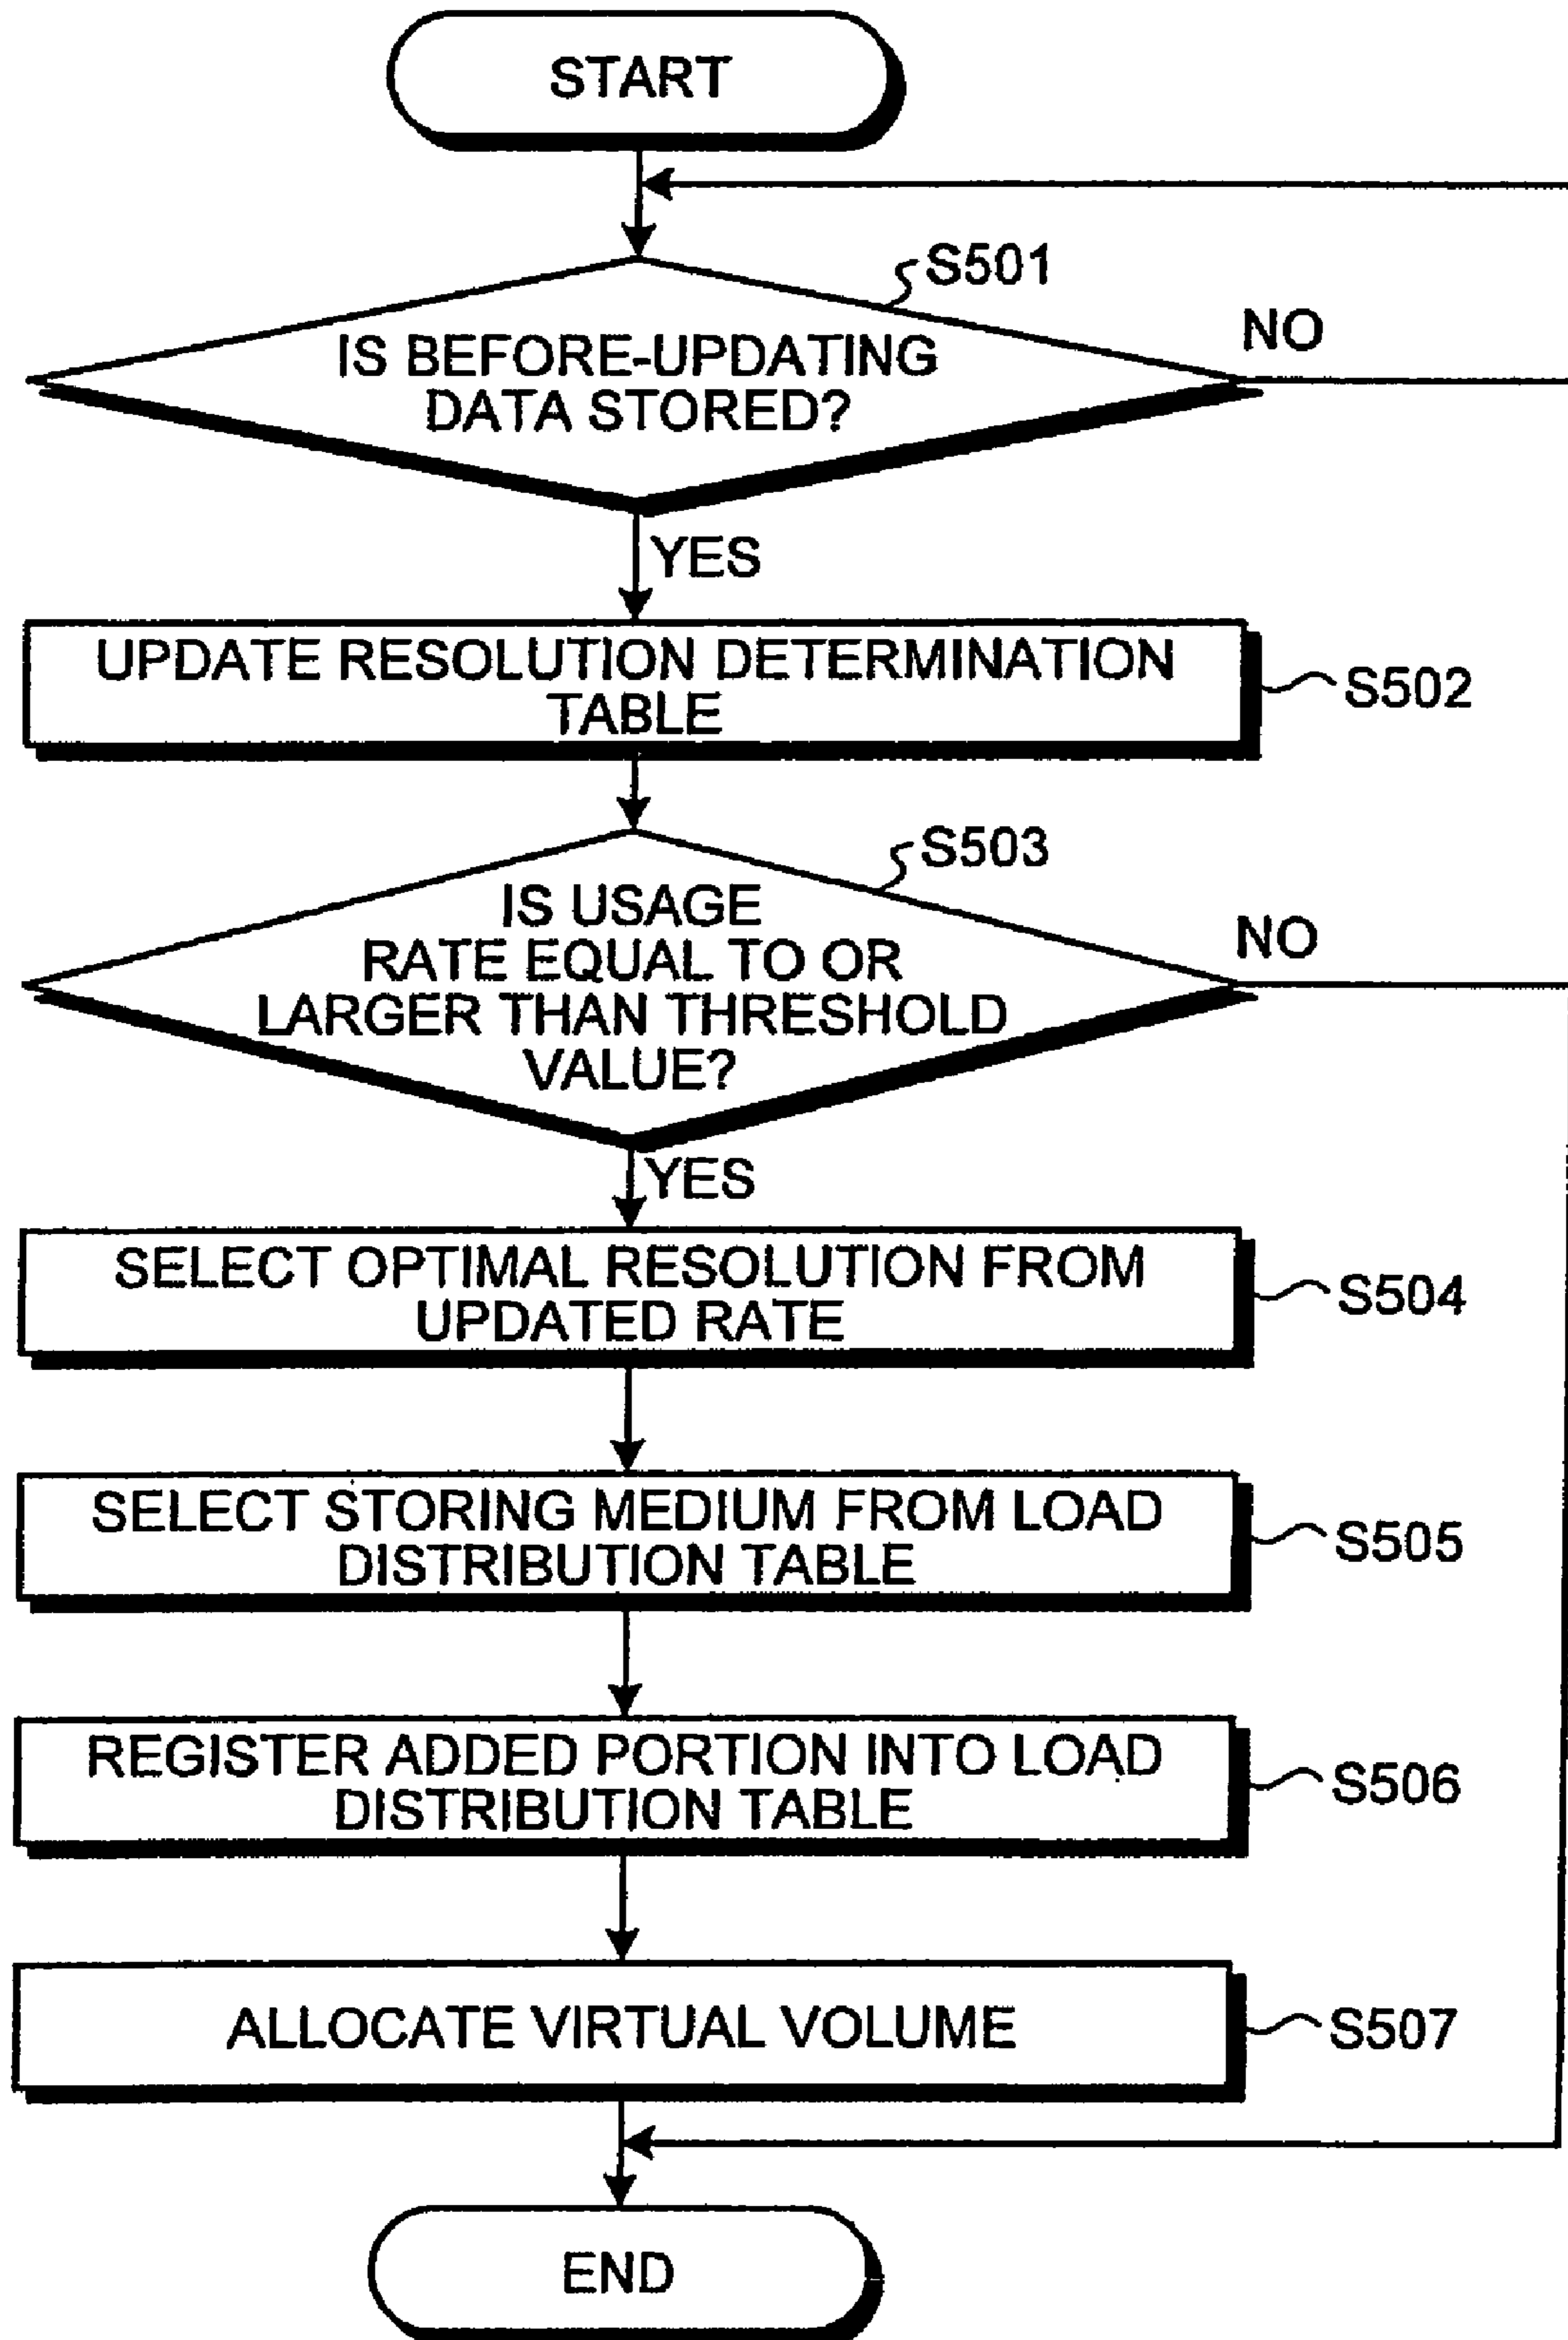 START
S501
IS BEFORE-UPDATING
DATA STORED?
NO
YES
UPDATE RESOLUTION DETERMINATION
TABLE
S502
S503
IS USAGE
RATE EQUAL TO OR
LARGER THAN THRESHOLD
VALUE?
NO
YES
SELECT OPTIMAL RESOLUTION FROM
UPDATED RATE
S504
SELECT STORING MEDIUM FROM LOAD
DISTRIBUTION TABLE
S505
REGISTER ADDED PORTION INTO LOAD
DISTRIBUTION TABLE
S506
ALLOCATE VIRTUAL VOLUME
S507
END